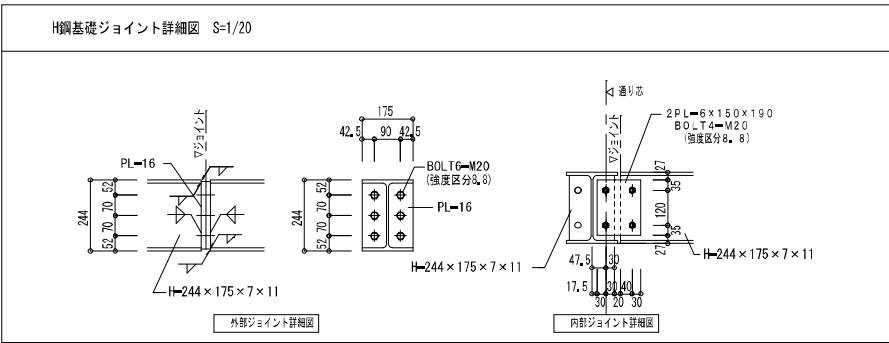 H鋼基礎ジョイント詳細図 S=1/20
▽ジョイント
PL-16
52
70
70
52
244
H-244×175×7×11
外部ジョイント詳細図
175
42.5 90 42.5
BOLT6-M20
(強度区分8.8)
PL-16
52
70
70
52
244
通り芯
▽ジョイント
2PL-6×150×190
BOLT4-M20
(強度区分8.8)
27
35
120
35
27
H-244×175×7×11
H-244×175×7×11
47.5 30
17.5 30 30 20 40 30
内部ジョイント詳細図